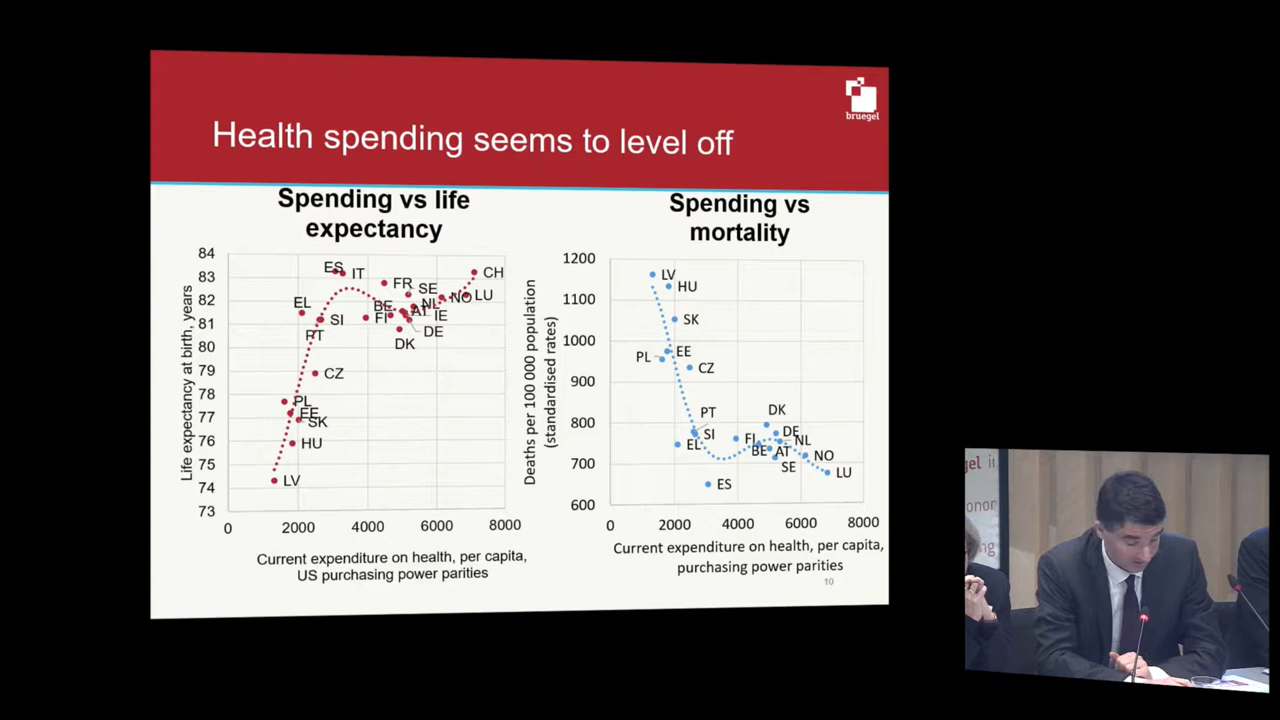 Health spending seems to level off
bruegel
Spending vs life
expectancy
Life expectancy at birth, years
84
83
82
81
80
79
78
77
76
75
74
73
0
2000
4000
6000
8000
ES
IT
FR
CH
SE
LU
NO
NL
BE
EL
AT
IE
FI
SI
DE
PT
DK
CZ
PL
EE
SK
HU
LV
Current expenditure on health, per capita,
US purchasing power parities
Spending vs
mortality
Deaths per 100 000 population
(standardised rates)
1200
1100
1000
900
800
700
600
0
2000
4000
6000
8000
LV
HU
SK
PL
EE
CZ
PT
DK
SI
DE
FI
NL
EL
BE
AT
NO
SE
LU
ES
Current expenditure on health, per capita,
purchasing power parities
10